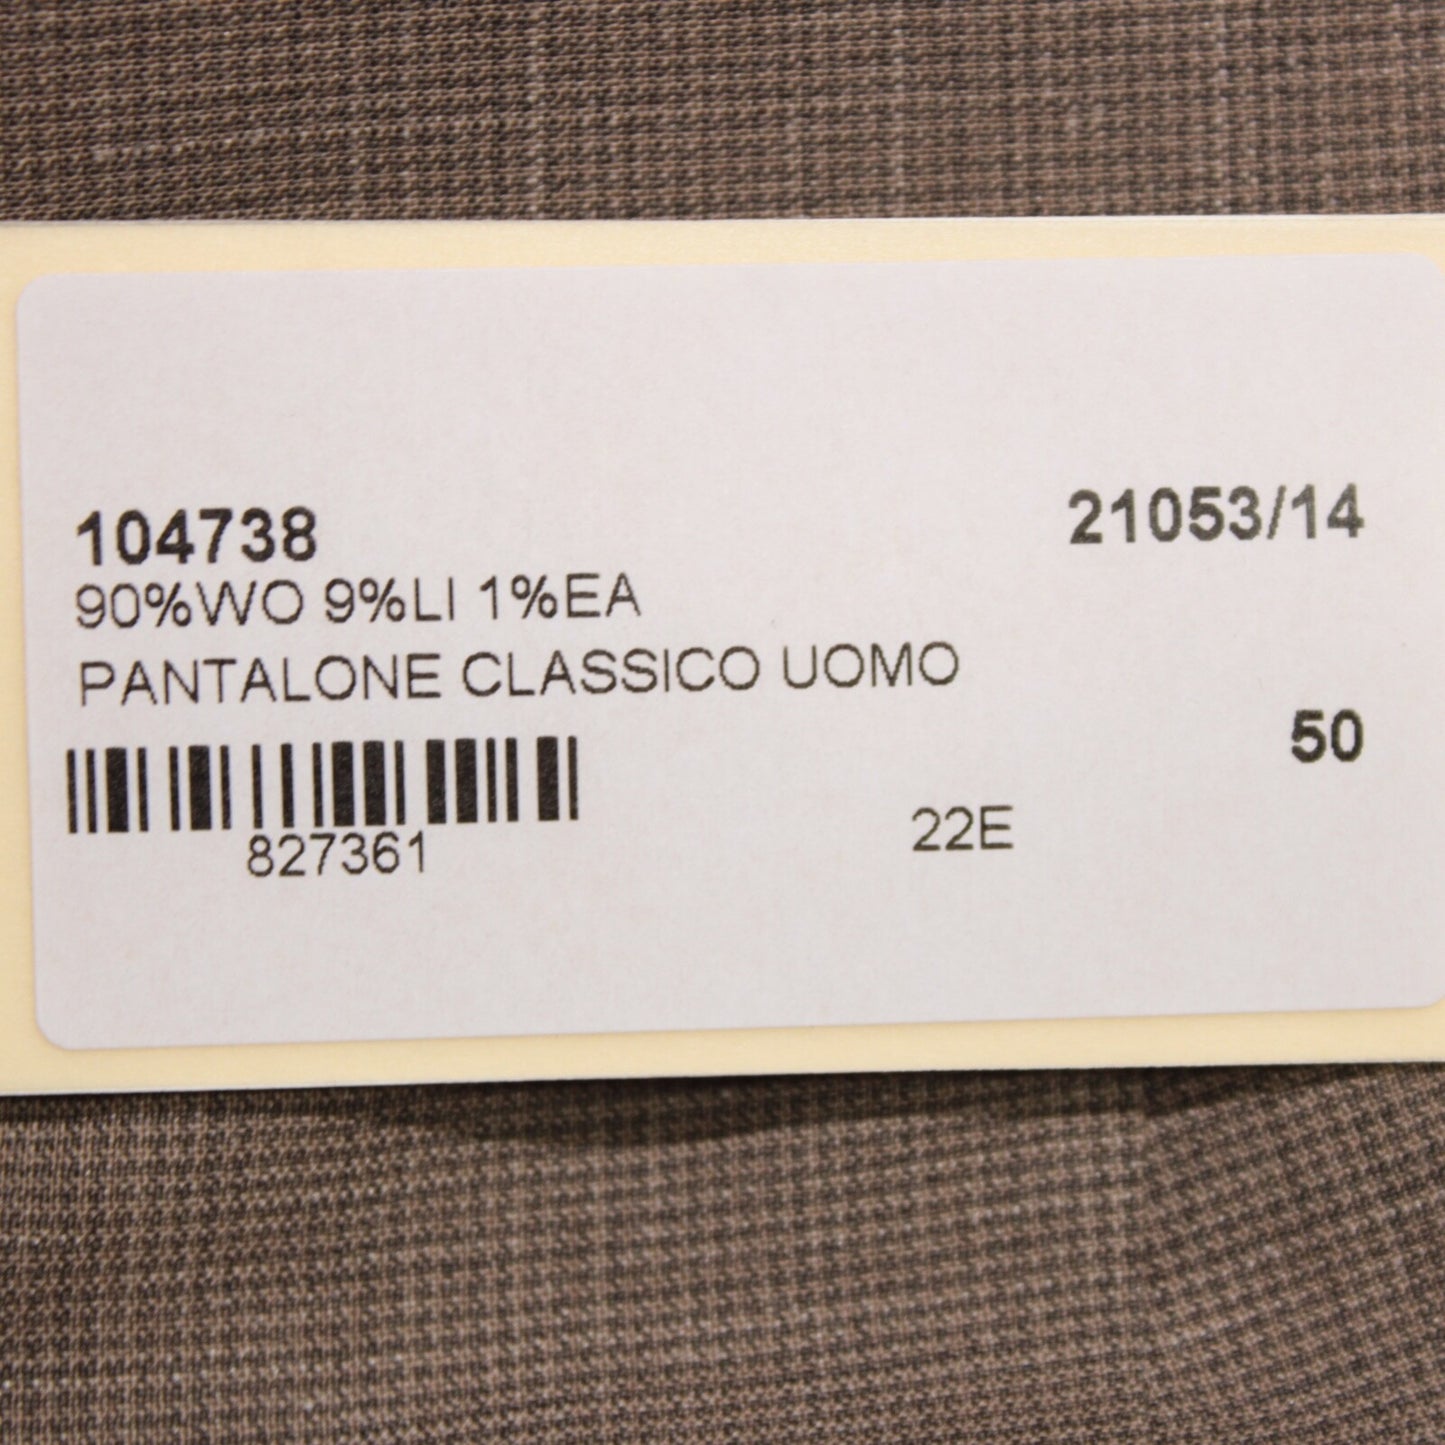 104738 21053/14
90%WO 9%LI 1%EA
PANTALONE CLASSICO UOMO
50
827361 22E